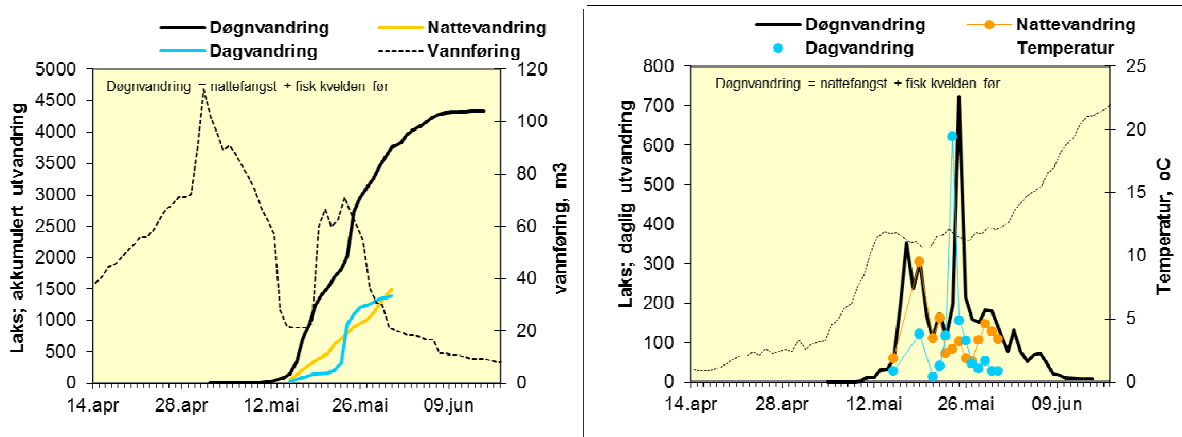 Døgnvandring Nattevandring
Dagvandring Vannføring
Døgnvandring = nattefangst + fisk kvelden før
Laks; akkumulert utvandring
5000
4500
4000
3500
3000
2500
2000
1500
1000
500
0
120
100
80
60
40
20
0
vannføring, m3
14.apr 28.apr 12.mai 26.mai 09.jun
Døgnvandring Nattevandring
Dagvandring Temperatur
Døgnvandring = nattefangst + fisk kvelden før
Laks; daglig utvandring
800
700
600
500
400
300
200
100
0
25
20
15
10
5
0
Temperatur, oC
14.apr 28.apr 12.mai 26.mai 09.jun